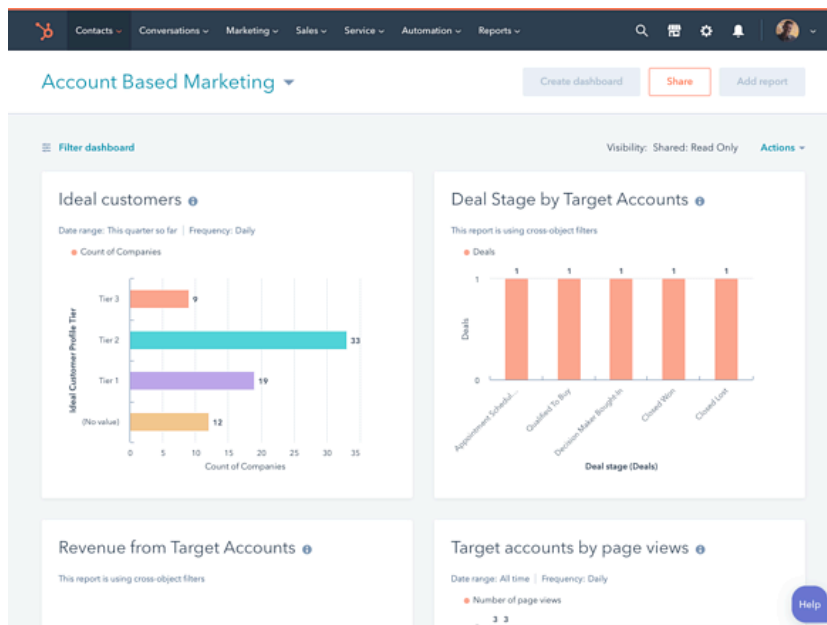 Contacts Conversations Marketing Sales Service Automation Reports
Account Based Marketing
Create dashboard Share Add report
Filter dashboard
Visibility: Shared: Read Only Actions
Ideal customers
Date range: This quarter so far | Frequency: Daily
Count of Companies
Ideal Customer Profile Tier
Tier 3 9
Tier 2 33
Tier 1 19
(No value) 12
0 5 10 15 20 25 30 35
Count of Companies
Deal Stage by Target Accounts
This report is using cross-object filters
Deals
1 1 1 1 1
1
Deals
0
Appointment Schedul...
Qualified To Buy
Decision Maker Bought In
Closed Won
Closed Lost
Deal stage (Deals)
Revenue from Target Accounts
This report is using cross-object filters
Target accounts by page views
Date range: All time | Frequency: Daily
Number of page views
3 3
Help